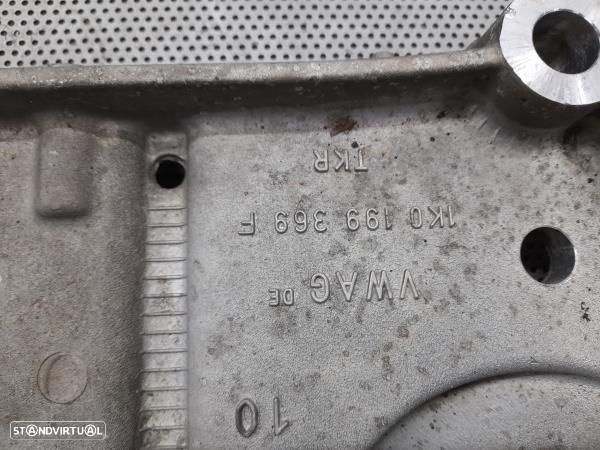 VWAG DE
1K0 199 369 F
TKR
10
STANDVIRTUAL